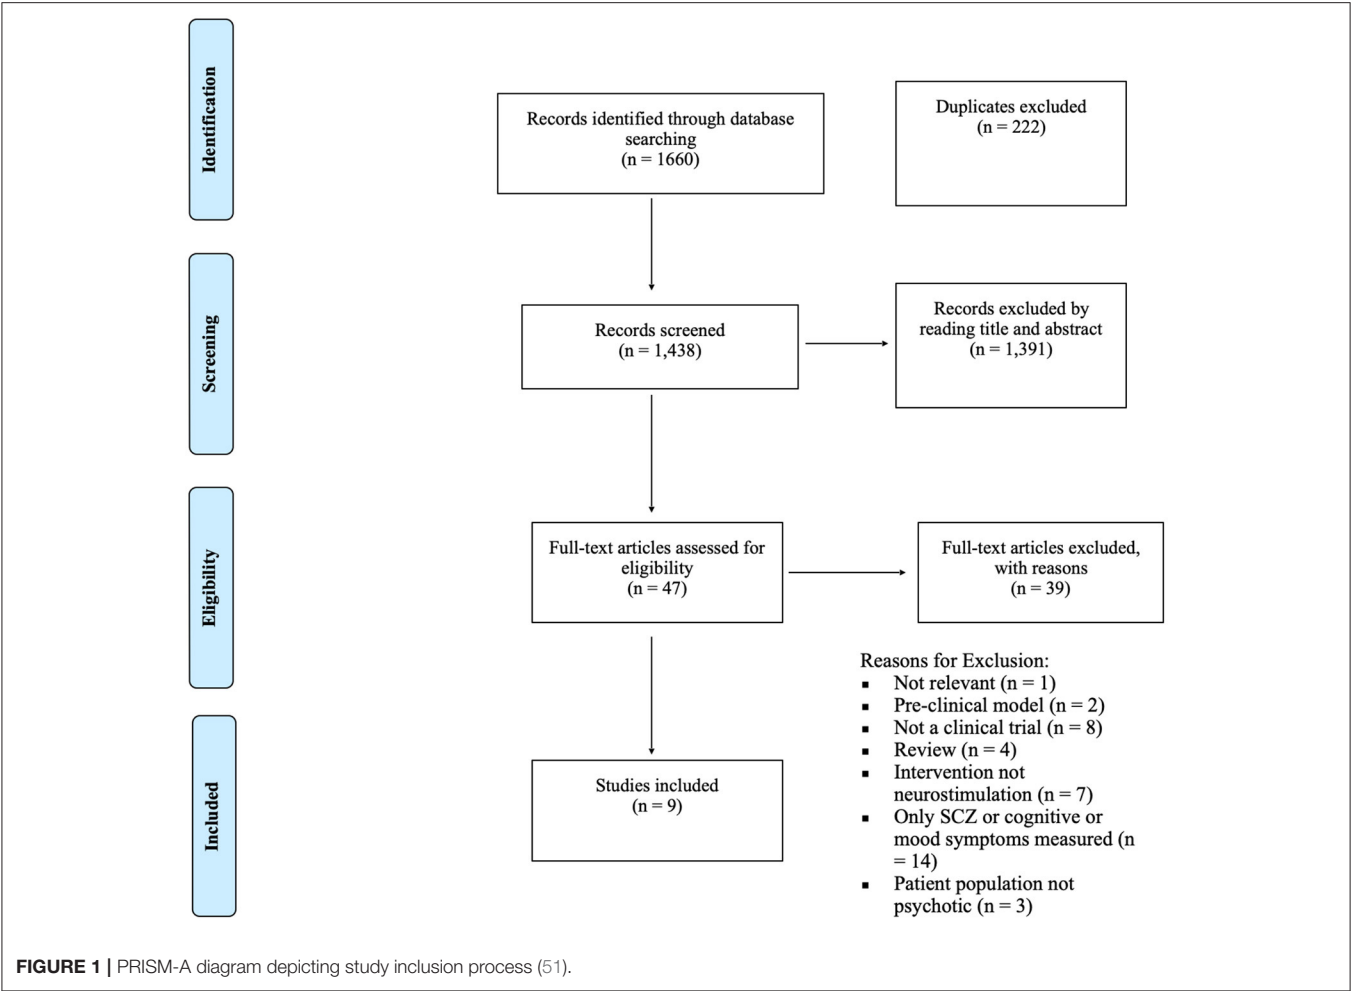 Identification
Records identified through database
searching
(n = 1660)
Duplicates excluded
(n = 222)
Screening
Records screened
(n = 1,438)
Records excluded by
reading title and abstract
(n = 1,391)
Eligibility
Full-text articles assessed for
eligibility
(n = 47)
Full-text articles excluded,
with reasons
(n = 39)
Reasons for Exclusion:
▪ Not relevant (n = 1)
▪ Pre-clinical model (n = 2)
▪ Not a clinical trial (n = 8)
▪ Review (n = 4)
▪ Intervention not
neurostimulation (n = 7)
▪ Only SCZ or cognitive or
mood symptoms measured (n
= 14)
▪ Patient population not
psychotic (n = 3)
Included
Studies included
(n = 9)
FIGURE 1 | PRISM-A diagram depicting study inclusion process (51).